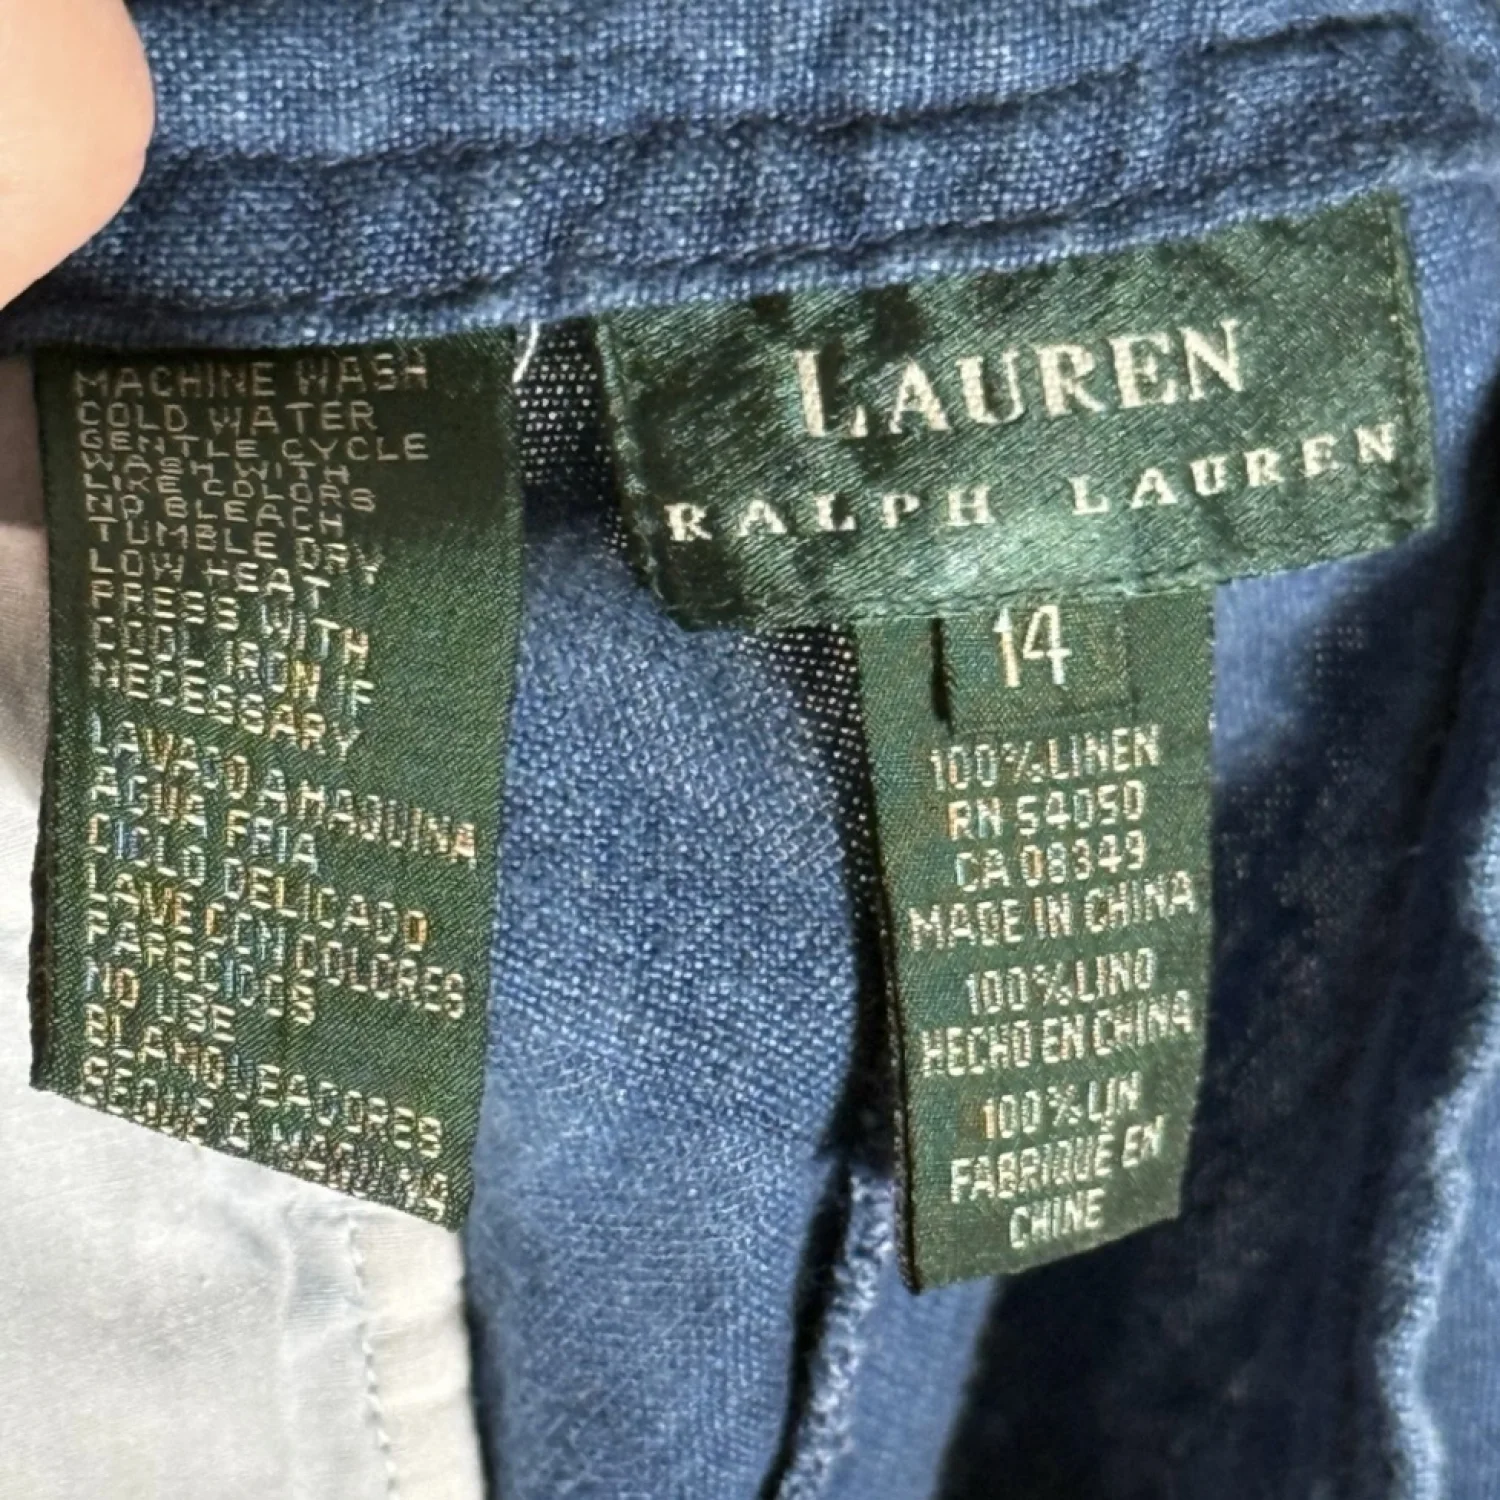 MACHINE WASH
COLD WATER
GENTLE CYCLE
WASH WITH
LIKE COLORS
NO BLEACH
TUMBLE DRY
LOW HEAT
PRESS WITH
COOL IRON IF
NECESSARY
LAVADO A MAQUINA
AGUA FRIA
CICLO DELICADO
LAVE CON COLORES
PARECIDOS
NO USE
BLANQUEADORES
SEQUE A MAQUINA
LAUREN
RALPH LAUREN
14
100% LINEN
RN 54050
CA 08349
MADE IN CHINA
100% LINO
HECHO EN CHINA
100% LIN
FABRIQUÉ EN
CHINE